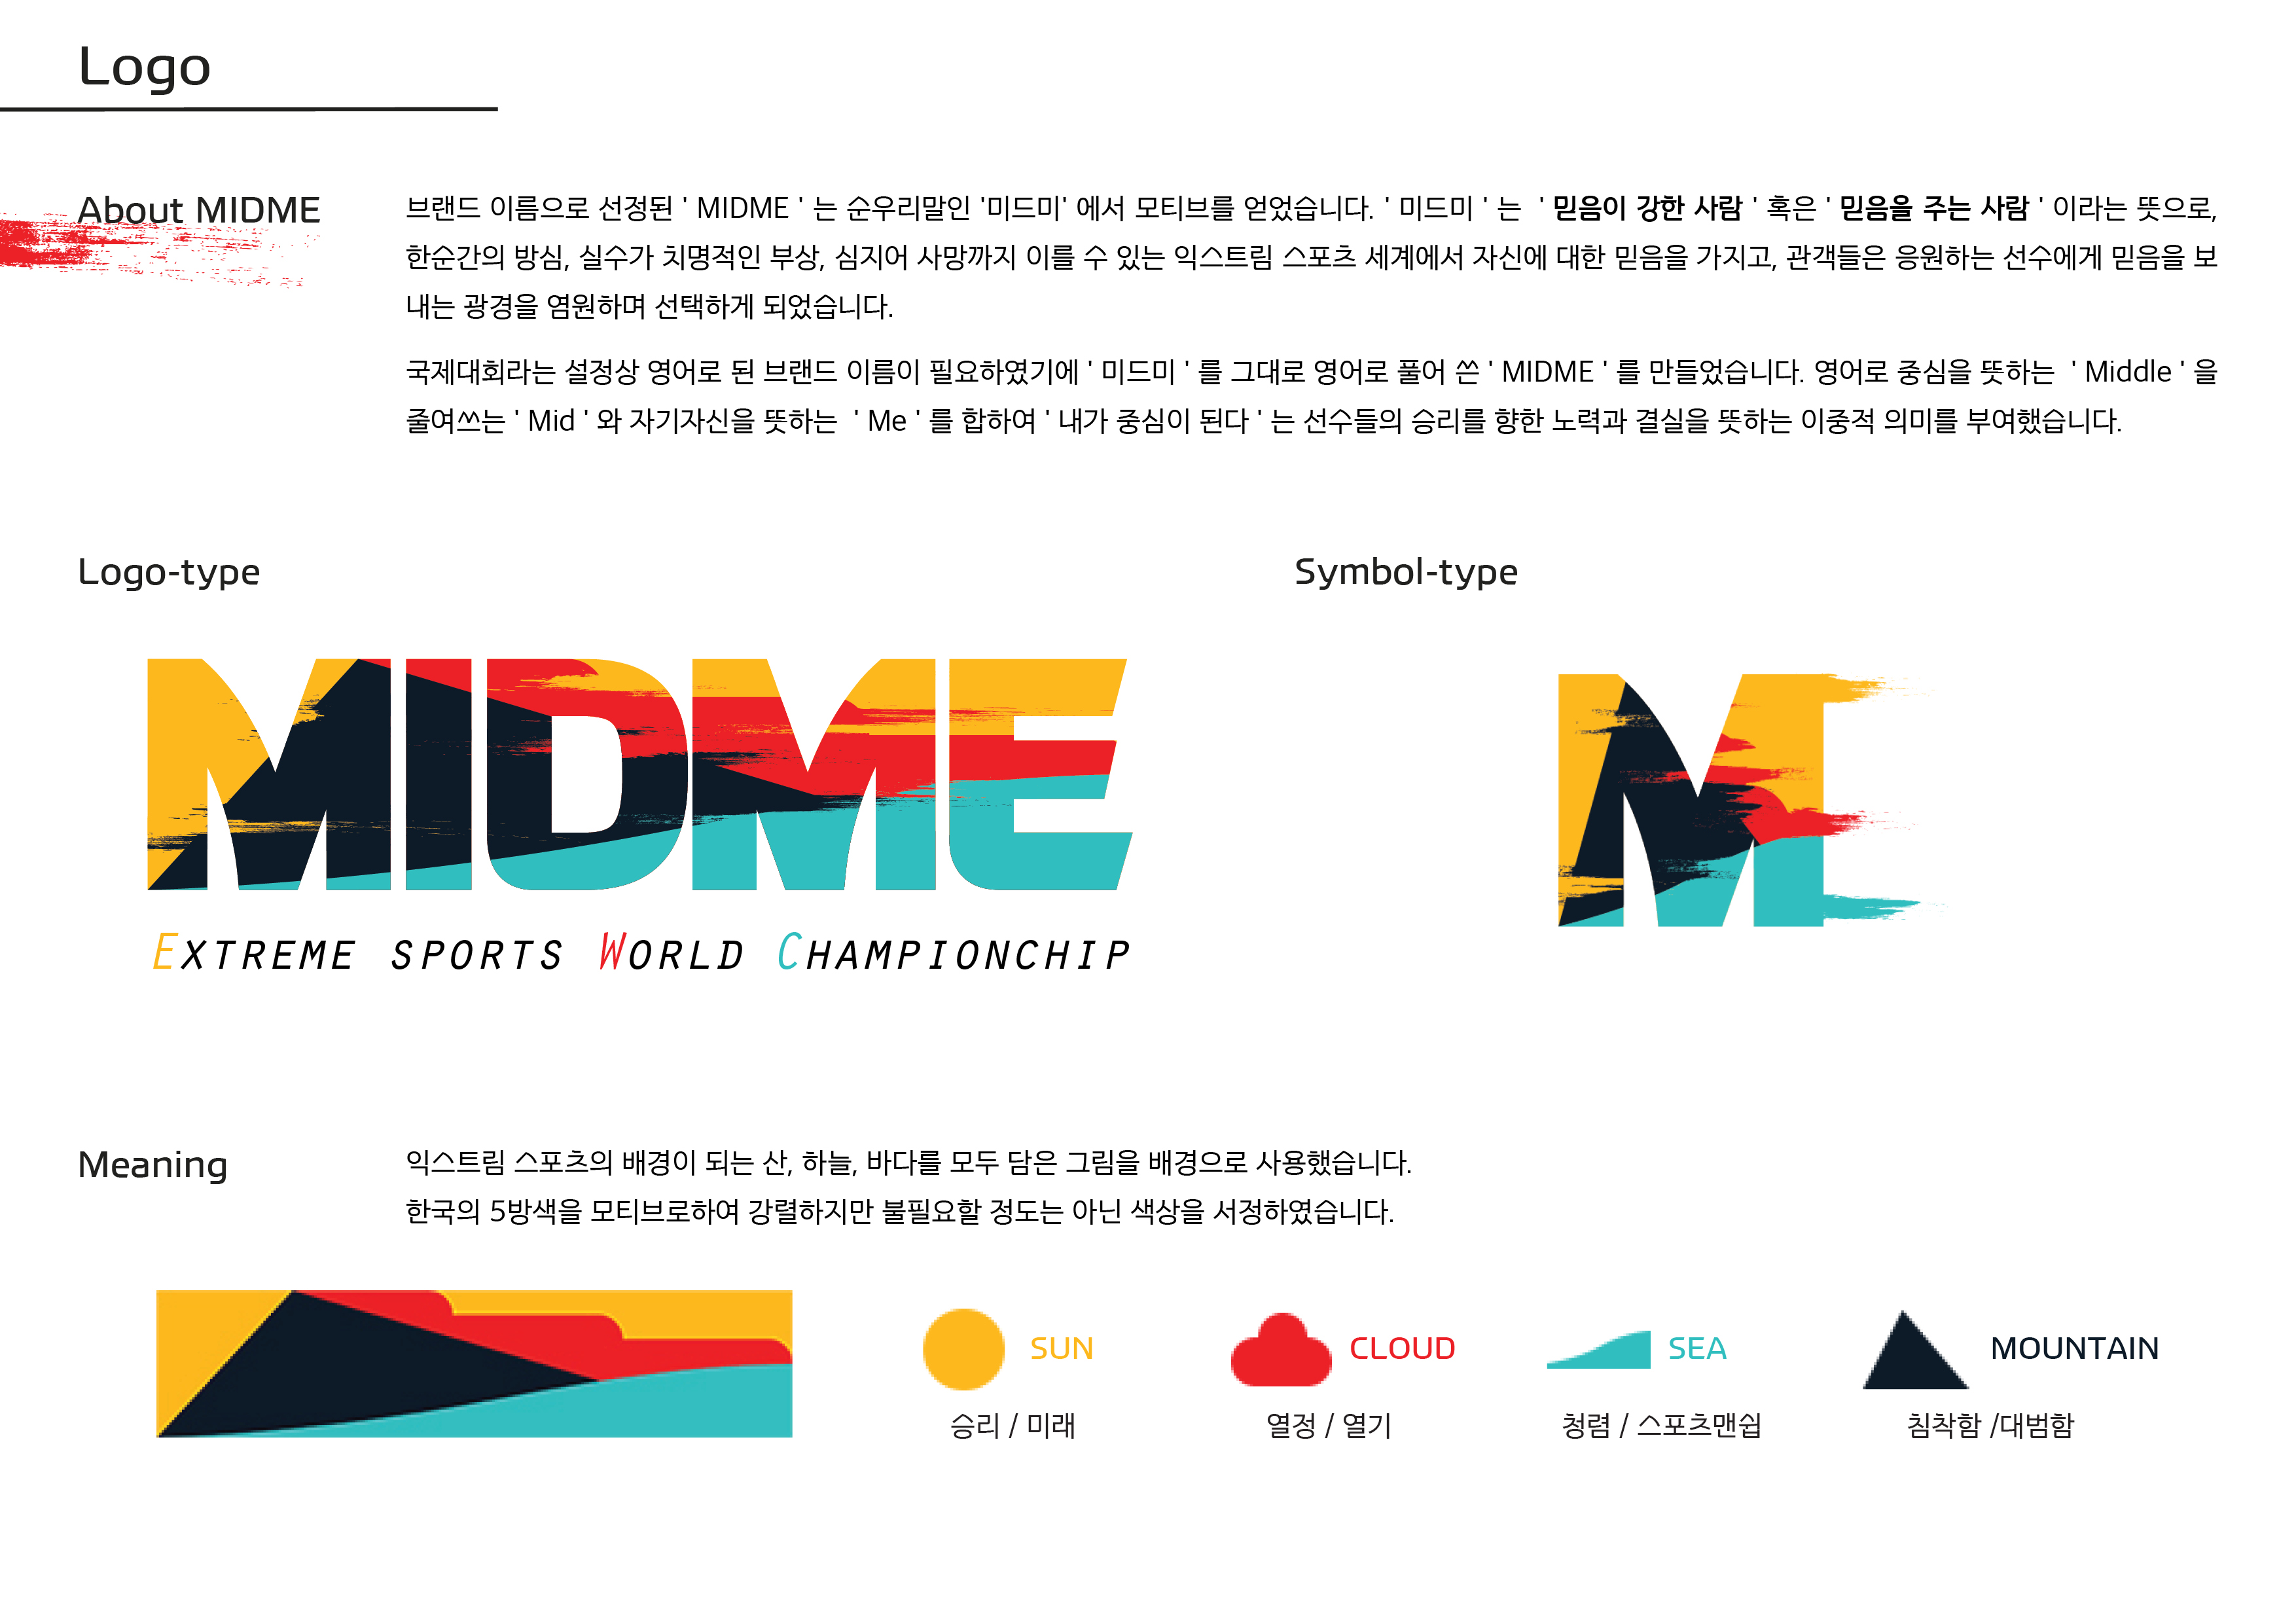 Logo
About MIDME
브랜드 이름으로 선정된 ' MIDME ' 는 순우리말인 '미드미' 에서 모티브를 얻었습니다. ' 미드미 ' 는 ' 믿음이 강한 사람 ' 혹은 ' 믿음을 주는 사람 ' 이라는 뜻으로,
한순간의 방심, 실수가 치명적인 부상, 심지어 사망까지 이를 수 있는 익스트림 스포츠 세계에서 자신에 대한 믿음을 가지고, 관객들은 응원하는 선수에게 믿음을 보
내는 광경을 염원하며 선택하게 되었습니다.
국제대회라는 설정상 영어로 된 브랜드 이름이 필요하였기에 ' 미드미 ' 를 그대로 영어로 풀어 쓴 ' MIDME ' 를 만들었습니다. 영어로 중심을 뜻하는 ' Middle ' 을
줄여쓰는 ' Mid ' 와 자기자신을 뜻하는 ' Me ' 를 합하여 ' 내가 중심이 된다 ' 는 선수들의 승리를 향한 노력과 결실을 뜻하는 이중적 의미를 부여했습니다.
Logo-type
Symbol-type
MIDME
M
EXTREME SPORTS WORLD CHAMPIONCHIP
Meaning
익스트림 스포츠의 배경이 되는 산, 하늘, 바다를 모두 담은 그림을 배경으로 사용했습니다.
한국의 5방색을 모티브로하여 강렬하지만 불필요할 정도는 아닌 색상을 서정하였습니다.
SUN
CLOUD
SEA
MOUNTAIN
승리 / 미래
열정 / 열기
청렴 / 스포츠맨쉽
침착함 /대범함